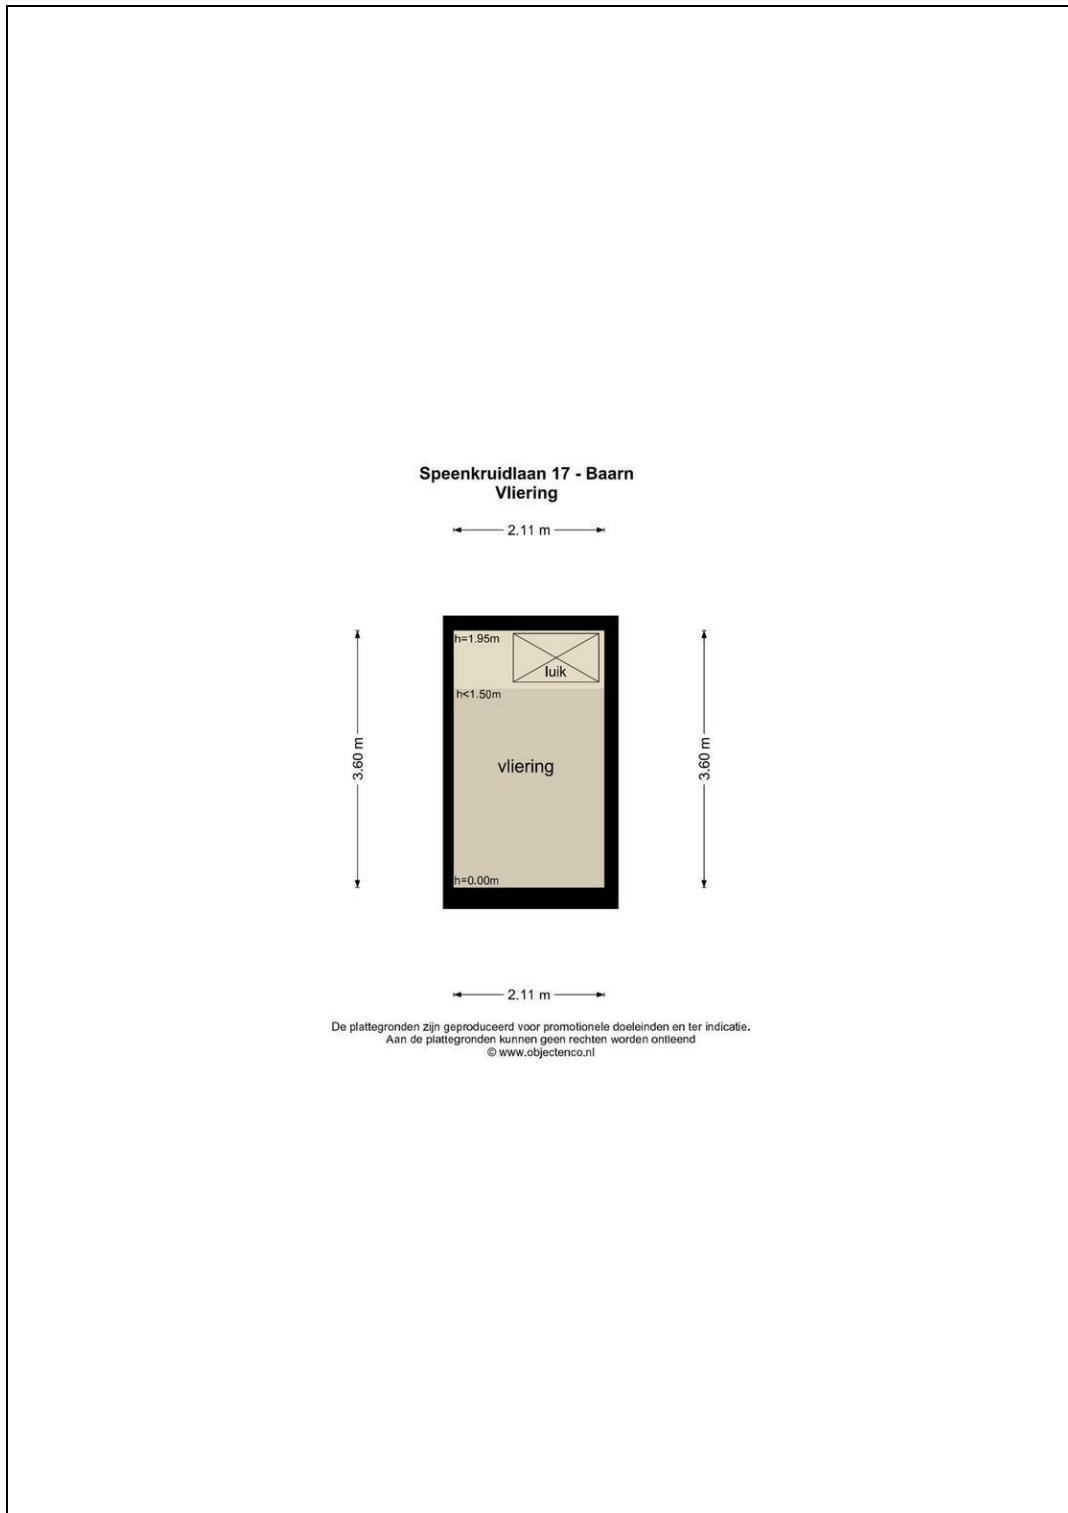 Speenkruidlaan 17 - Baarn
Vliering
2.11 m
h=1.95m
luik
h<1.50m
3.60 m
vliering
3.60 m
h=0.00m
2.11 m
De plattegronden zijn geproduceerd voor promotionele doeleinden en ter indicatie.
Aan de plattegronden kunnen geen rechten worden ontleend
© www.objectenco.nl